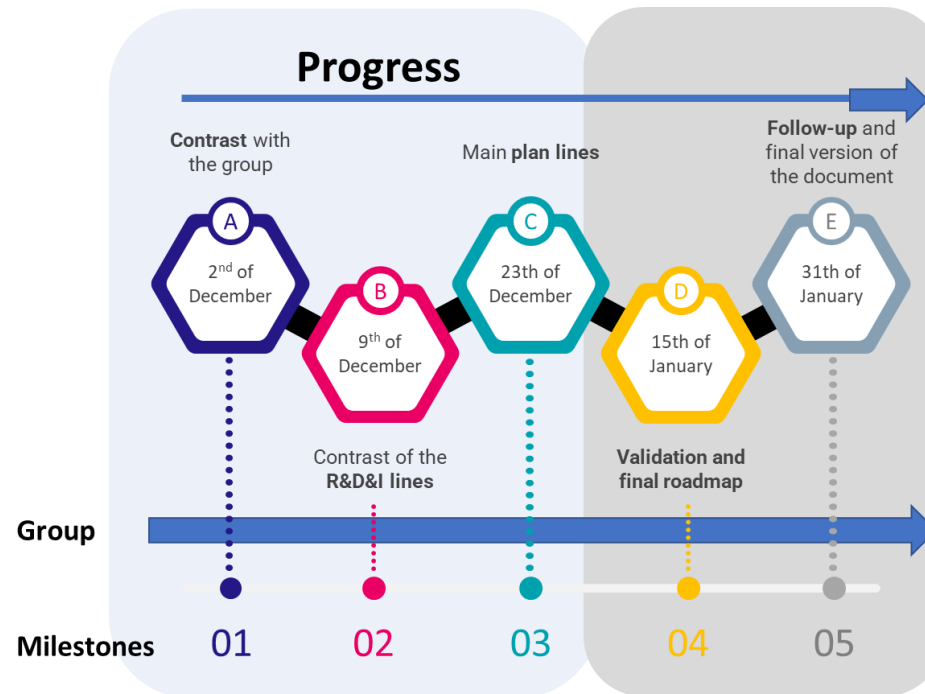 Progress
Contrast with
the group
Main plan lines
Follow-up and
final version of
the document
A
2nd of
December
B
9th of
December
C
23th of
December
D
15th of
January
E
31th of
January
Contrast of the
R&D&I lines
Validation and
final roadmap
Group
Milestones
01
02
03
04
05